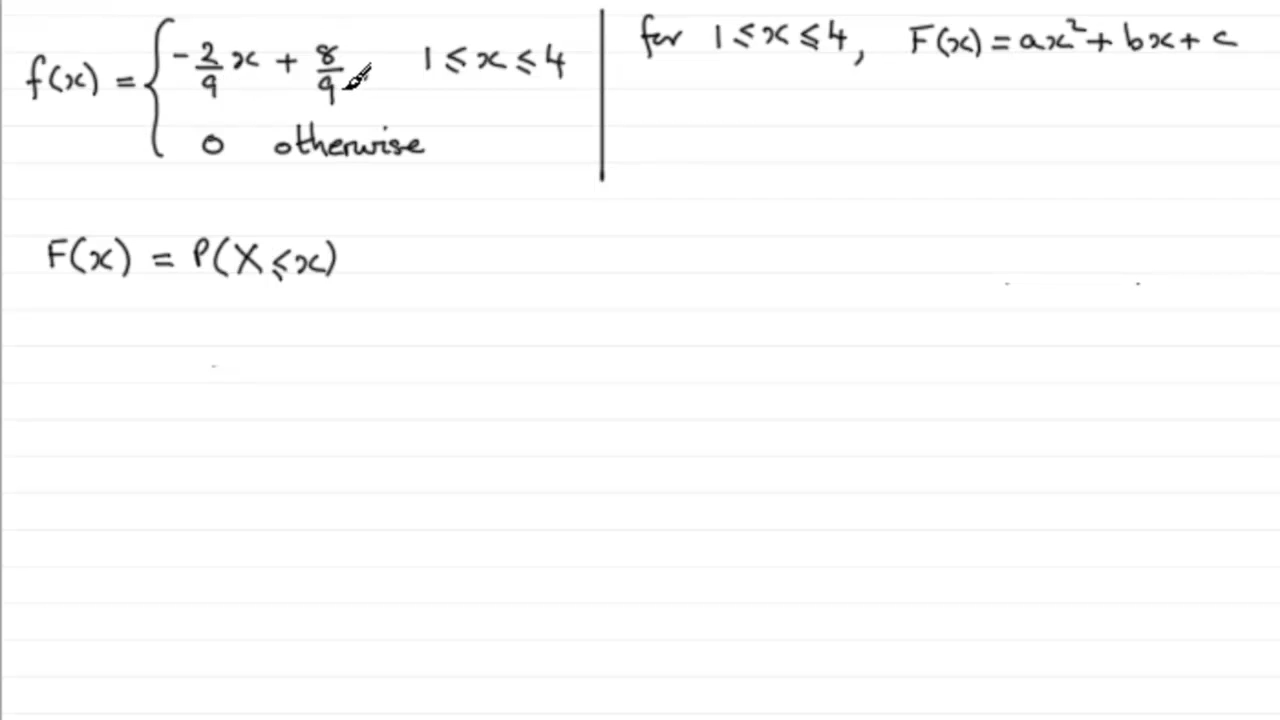 f(x) = { -2/9 x + 8/9    1 ≤ x ≤ 4
0 otherwise
for 1 ≤ x ≤ 4, F(x) = ax² + bx + c
F(x) = P(X ≤ x)